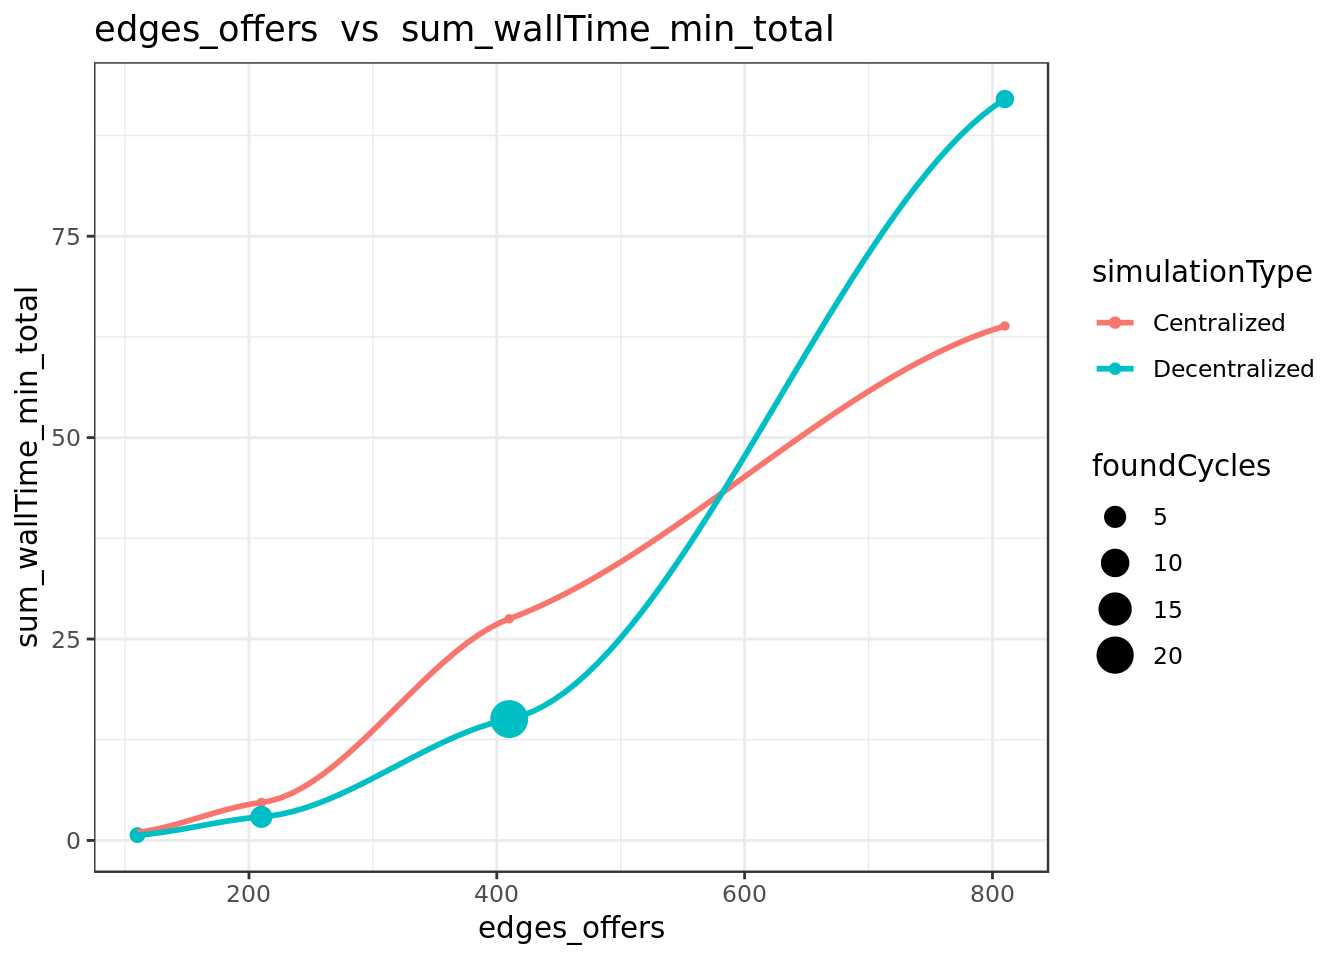 edges_offers  vs  sum_wallTime_min_total
sum_wallTime_min_total
75
50
25
0
200
400
600
800
edges_offers
simulationType
Centralized
Decentralized
foundCycles
5
10
15
20